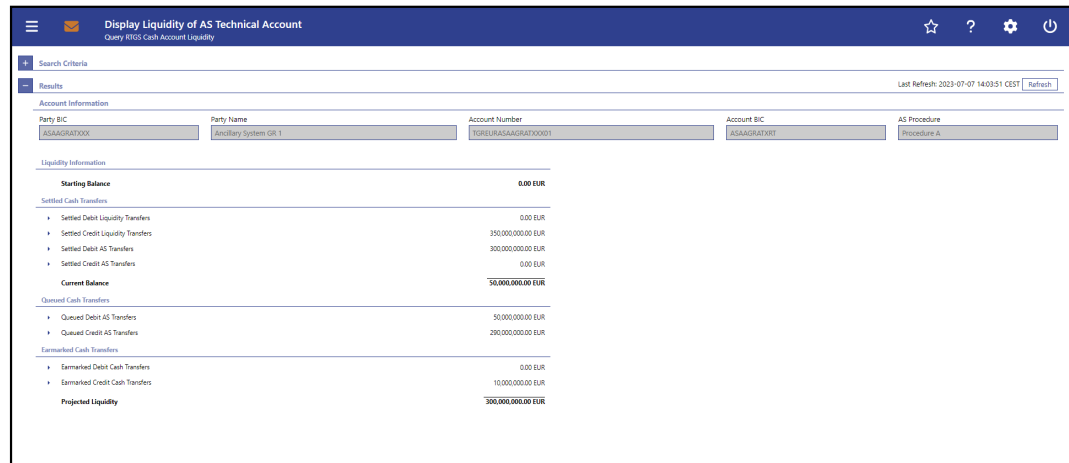 Display Liquidity of AS Technical Account
Query RTGS Cash Account Liquidity
?
+ Search Criteria
− Results Last Refresh: 2023-07-07 14:03:51 CEST Refresh
Account Information
Party BIC Party Name Account Number Account BIC AS Procedure
ASAAGRATXXX Ancillary System GR 1 TGREURASAAGRATXXX01 ASAAGRATXRT Procedure A
Liquidity Information
Starting Balance 0.00 EUR
Settled Cash Transfers
Settled Debit Liquidity Transfers 0.00 EUR
Settled Credit Liquidity Transfers 350,000,000.00 EUR
Settled Debit AS Transfers 300,000,000.00 EUR
Settled Credit AS Transfers 0.00 EUR
Current Balance 50,000,000.00 EUR
Queued Cash Transfers
Queued Debit AS Transfers 50,000,000.00 EUR
Queued Credit AS Transfers 290,000,000.00 EUR
Earmarked Cash Transfers
Earmarked Debit Cash Transfers 0.00 EUR
Earmarked Credit Cash Transfers 10,000,000.00 EUR
Projected Liquidity 300,000,000.00 EUR